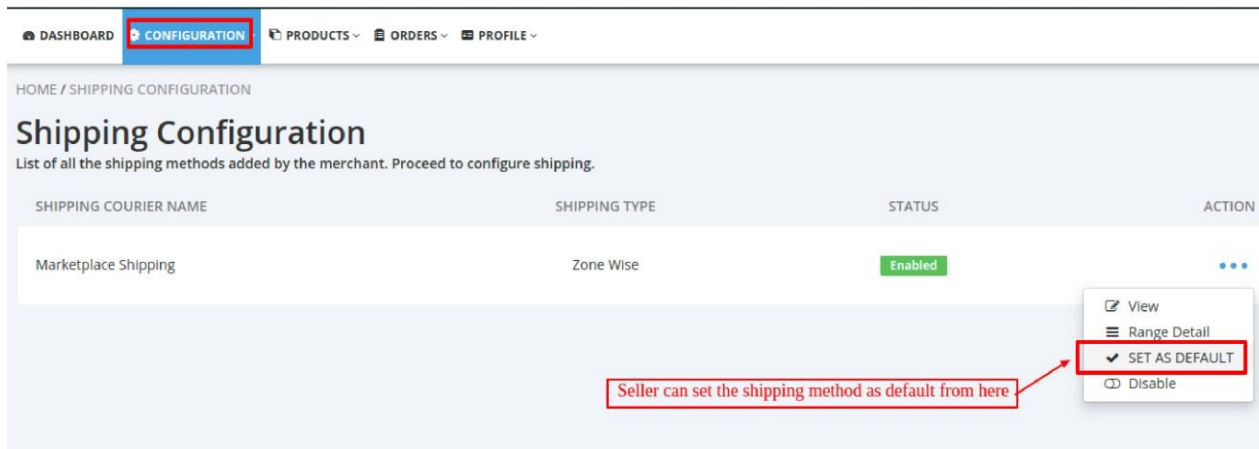 DASHBOARD CONFIGURATION PRODUCTS ORDERS PROFILE
HOME / SHIPPING CONFIGURATION
Shipping Configuration
List of all the shipping methods added by the merchant. Proceed to configure shipping.
SHIPPING COURIER NAME SHIPPING TYPE STATUS ACTION
Marketplace Shipping Zone Wise Enabled
View
Range Detail
SET AS DEFAULT
Seller can set the shipping method as default from here
Disable